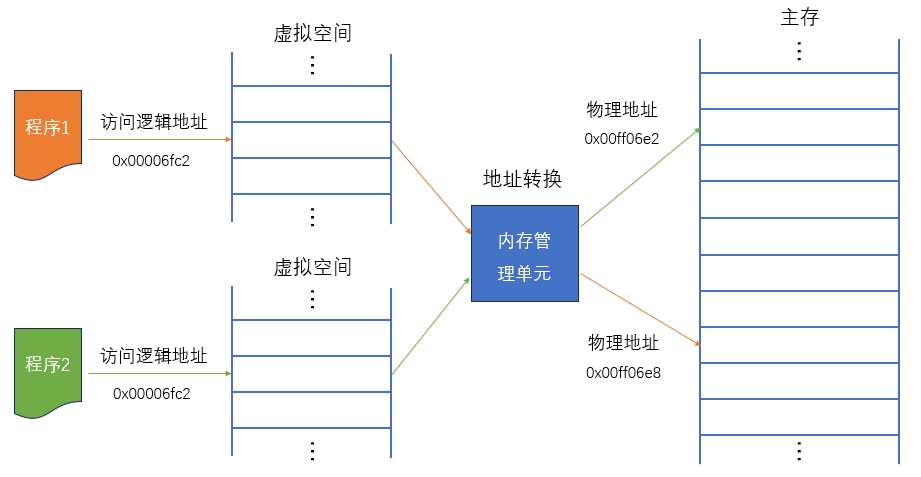 虚拟空间
主存
程序1
访问逻辑地址
0x00006fc2
物理地址
0x00ff06e2
地址转换
内存管
理单元
虚拟空间
程序2
访问逻辑地址
0x00006fc2
物理地址
0x00ff06e8